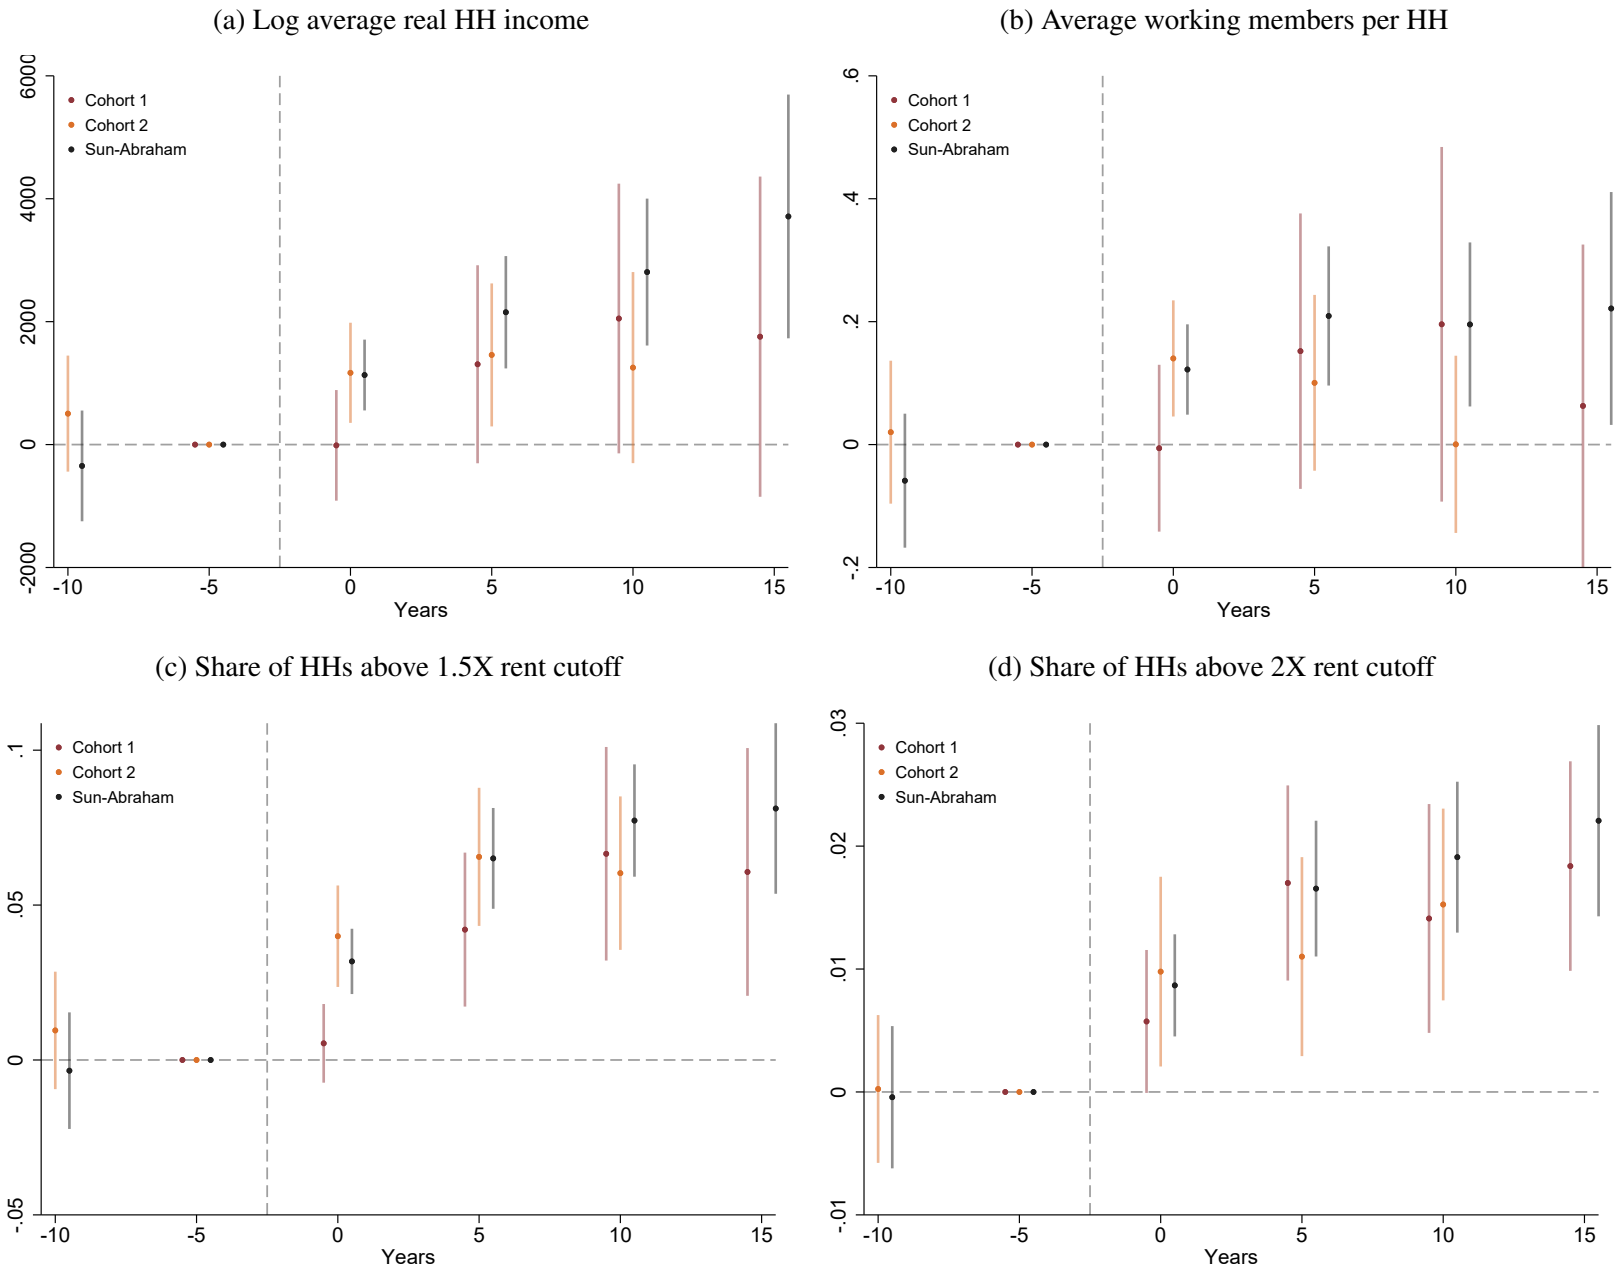 (a) Log average real HH income
6000
4000
2000
0
-2000
Cohort 1
Cohort 2
Sun-Abraham
-10 -5 0 5 10 15
Years
(b) Average working members per HH
.6
.4
.2
0
-.2
Cohort 1
Cohort 2
Sun-Abraham
-10 -5 0 5 10 15
Years
(c) Share of HHs above 1.5X rent cutoff
.1
.05
0
-.05
Cohort 1
Cohort 2
Sun-Abraham
-10 -5 0 5 10 15
Years
(d) Share of HHs above 2X rent cutoff
.03
.02
.01
0
-.01
Cohort 1
Cohort 2
Sun-Abraham
-10 -5 0 5 10 15
Years